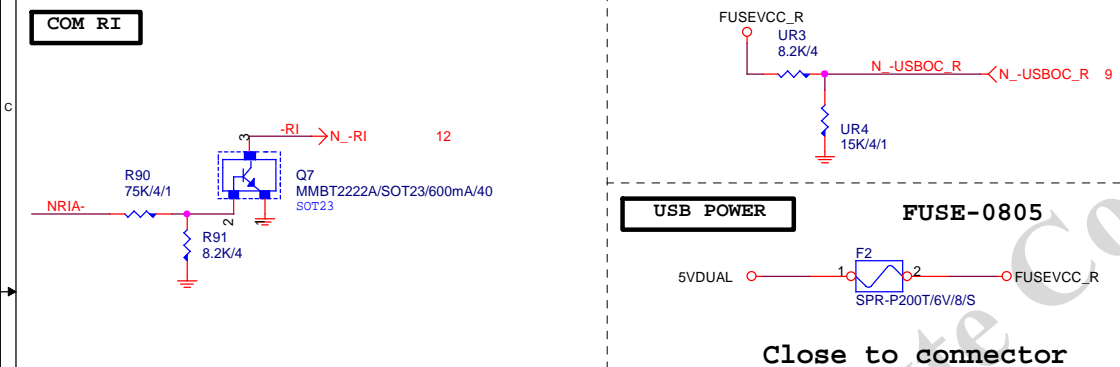 COM RI
C
3
-RI
N_-RI
12
R90
75K/4/1
Q7
MMBT2222A/SOT23/600mA/40
SOT23
NRIA-
2
1
R91
8.2K/4
FUSEVCC_R
UR3
8.2K/4
N_-USBOC_R
N_-USBOC_R 9
UR4
15K/4/1
USB POWER
FUSE-0805
F2
5VDUAL
1
2
FUSEVCC_R
SPR-P200T/6V/8/S
Close to connector